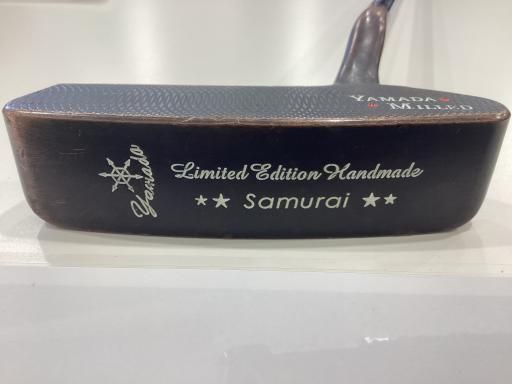 YAMADA
MILLED
Yamada
Limited Edition Handmade
★★ Samurai ★★